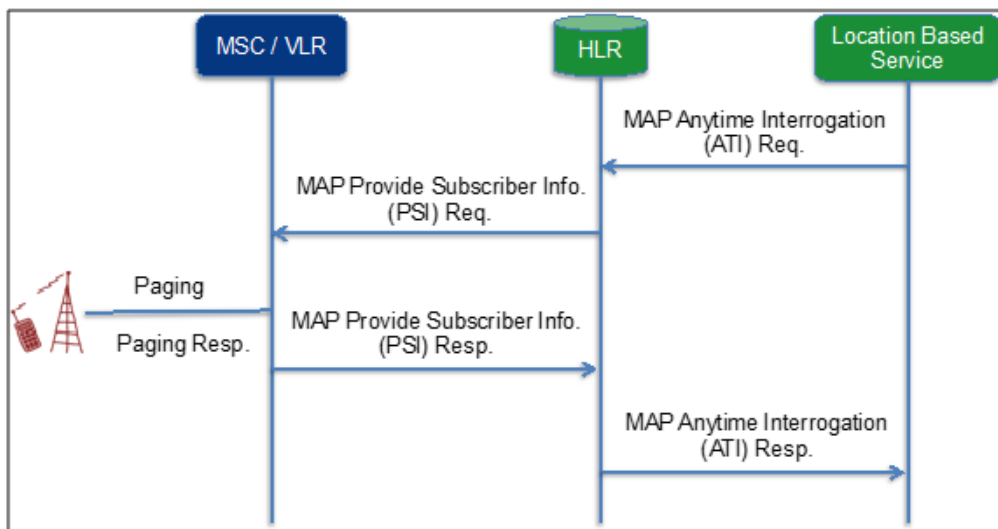 MSC / VLR
HLR
Location Based
Service
MAP Anytime Interrogation
(ATI) Req.
MAP Provide Subscriber Info.
(PSI) Req.
Paging
Paging Resp.
MAP Provide Subscriber Info.
(PSI) Resp.
MAP Anytime Interrogation
(ATI) Resp.